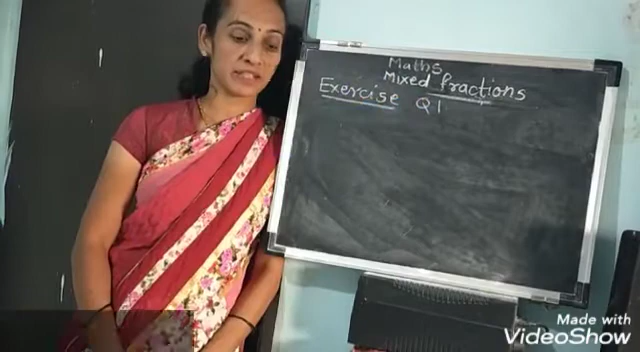 Maths
Mixed fractions
Exercise Q1
Made with
VideoShow